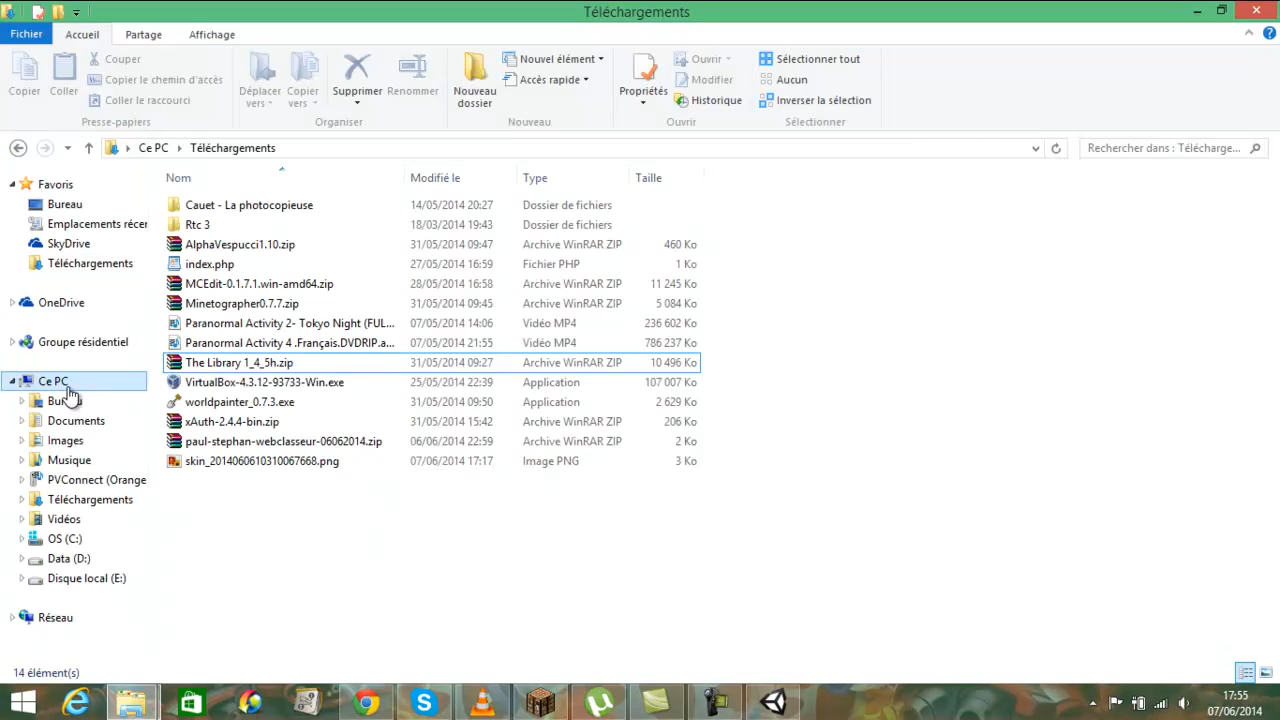 Téléchargements
Fichier Accueil Partage Affichage
Copier
Coller
Couper
Copier le chemin d'accès
Coller le raccourci
Presse-papiers
Déplacer vers
Copier vers
Supprimer
Renommer
Organiser
Nouveau dossier
Nouvel élément
Accès rapide
Nouveau
Propriétés
Ouvrir
Modifier
Historique
Ouvrir
Sélectionner tout
Aucun
Inverser la sélection
Sélectionner
Ce PC Téléchargements
Rechercher dans : Télécharge...
Favoris
Bureau
Emplacements récer
SkyDrive
Téléchargements
OneDrive
Groupe résidentiel
Ce PC
Bureau
Documents
Images
Musique
PVConnect (Orange
Téléchargements
Vidéos
OS (C:)
Data (D:)
Disque local (E:)
Réseau
Nom Modifié le Type Taille
Cauet - La photocopieuse 14/05/2014 20:27 Dossier de fichiers
Rtc 3 18/03/2014 19:43 Dossier de fichiers
AlphaVespucci1.10.zip 31/05/2014 09:47 Archive WinRAR ZIP 460 Ko
index.php 27/05/2014 16:59 Fichier PHP 1 Ko
MCEdit-0.1.7.1.win-amd64.zip 28/05/2014 16:58 Archive WinRAR ZIP 11 245 Ko
Minetographer0.7.7.zip 31/05/2014 09:45 Archive WinRAR ZIP 5 084 Ko
Paranormal Activity 2- Tokyo Night (FUL... 07/05/2014 14:06 Vidéo MP4 236 602 Ko
Paranormal Activity 4 .Français.DVDRIP.a... 07/05/2014 21:55 Vidéo MP4 786 237 Ko
The Library 1_4_5h.zip 31/05/2014 09:27 Archive WinRAR ZIP 10 496 Ko
VirtualBox-4.3.12-93733-Win.exe 25/05/2014 22:39 Application 107 007 Ko
worldpainter_0.7.3.exe 31/05/2014 09:50 Application 2 629 Ko
xAuth-2.4.4-bin.zip 31/05/2014 15:42 Archive WinRAR ZIP 206 Ko
paul-stephan-webclasseur-06062014.zip 06/06/2014 22:59 Archive WinRAR ZIP 2 Ko
skin_2014060610310067668.png 07/06/2014 17:17 Image PNG 3 Ko
14 élément(s)
17:55
07/06/2014